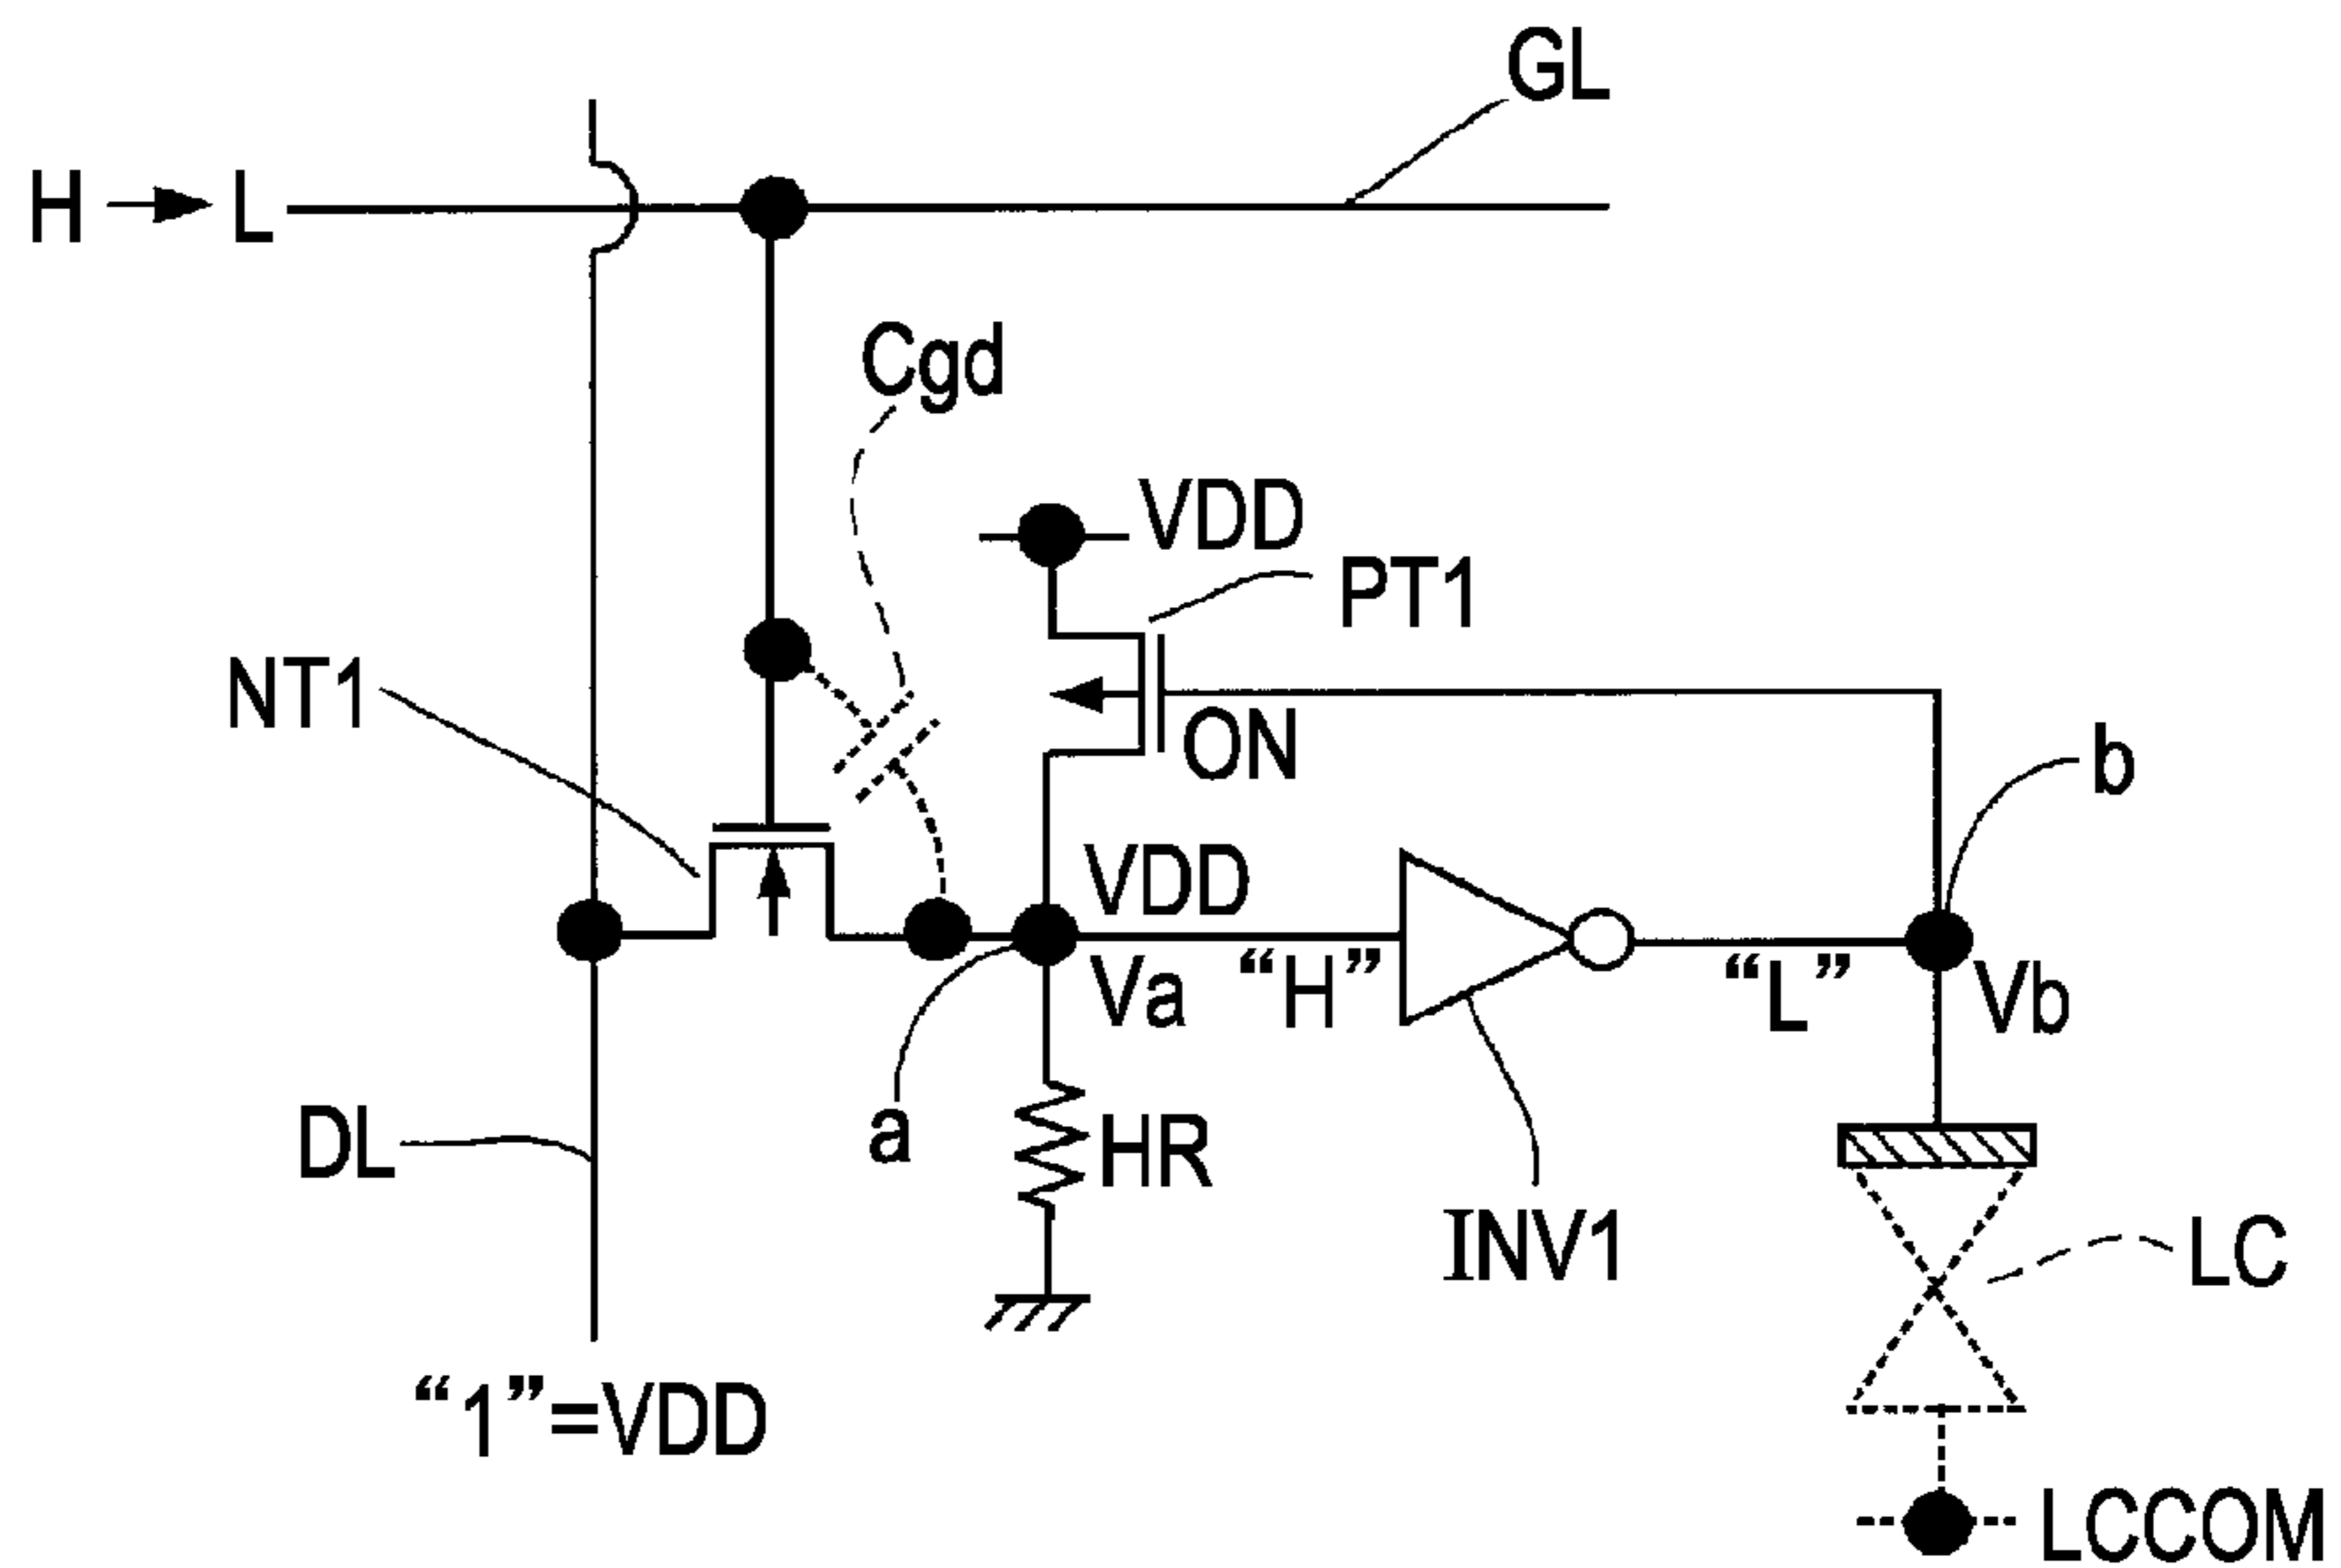 GL
H
L
Cgd
VDD
PT1
NT1
ON
b
VDD
Va
“H”
“L”
Vb
DL
a
HR
INV1
LC
“1”=VDD
LCCOM